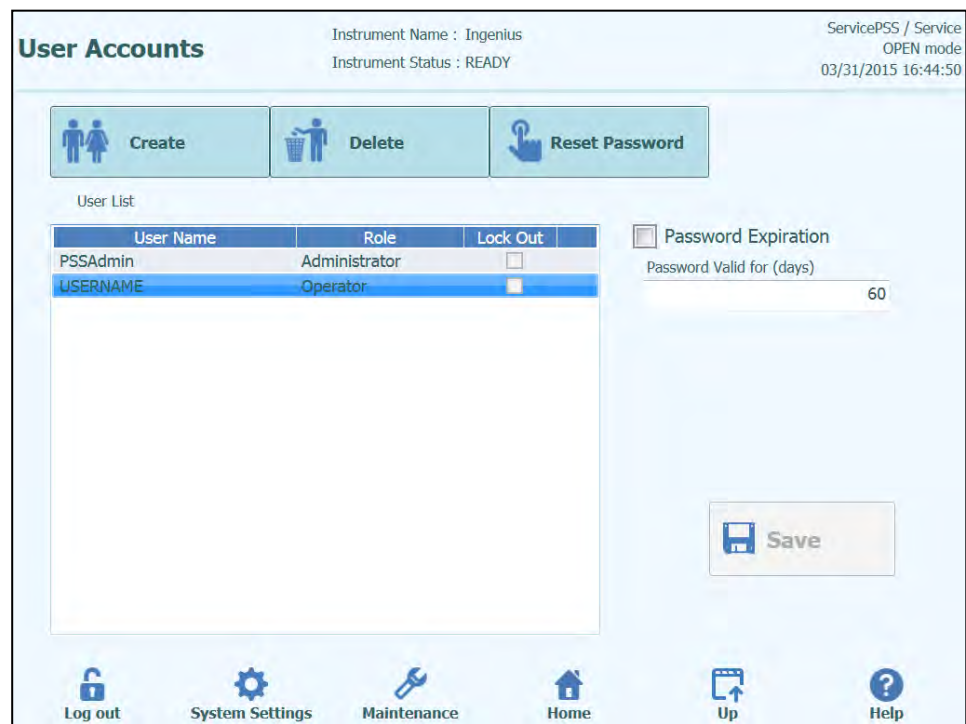 User Accounts
Instrument Name : Ingenius
Instrument Status : READY
ServicePSS / Service
OPEN mode
03/31/2015 16:44:50
Create
Delete
Reset Password
User List
User Name Role Lock Out
PSSAdmin Administrator
USERNAME Operator
Password Expiration
Password Valid for (days)
60
Save
Log out
System Settings
Maintenance
Home
Up
Help